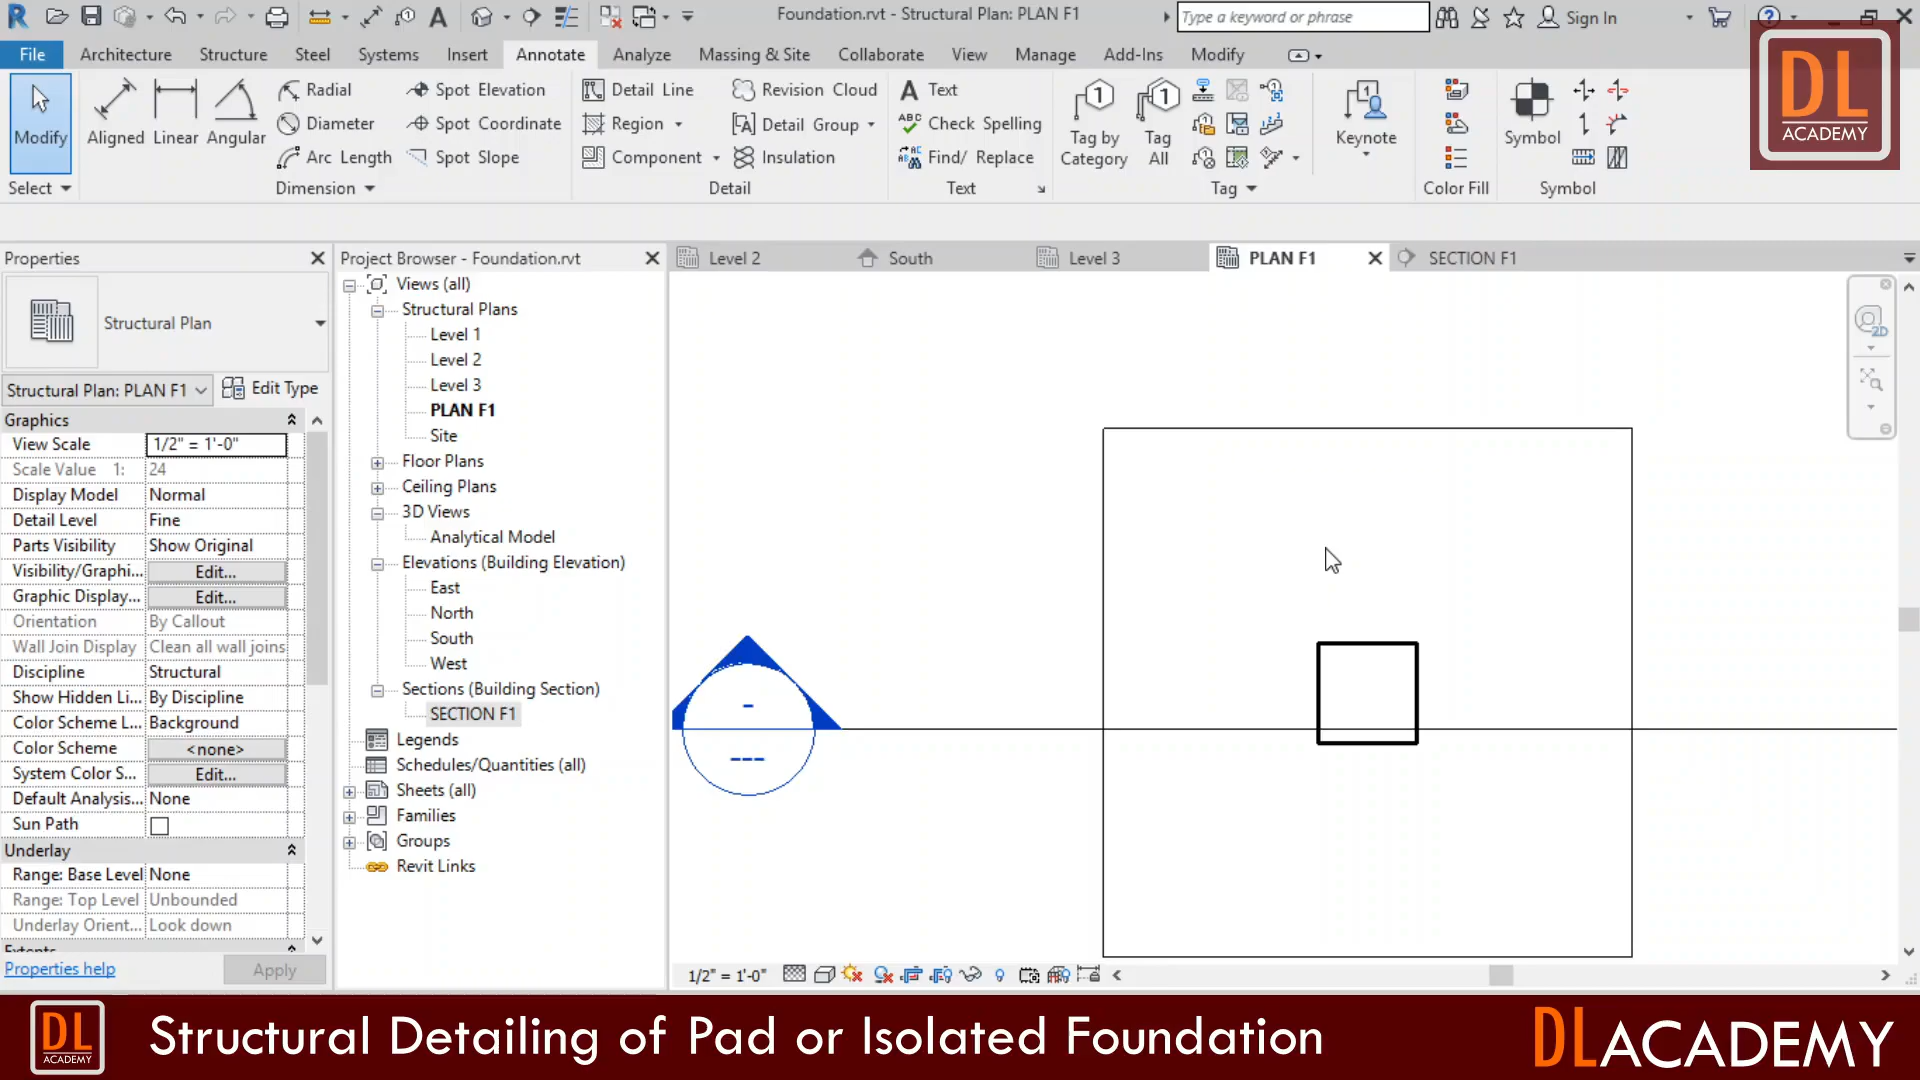 Foundation.rvt - Structural Plan: PLAN F1
Type a keyword or phrase
Sign In
File Architecture Structure Steel Systems Insert Annotate Analyze Massing & Site Collaborate View Manage Add-Ins Modify
DL
ACADEMY
Modify
Aligned Linear Angular
Radial
Diameter
Arc Length
Spot Elevation
Spot Coordinate
Spot Slope
Detail Line
Region
Component
Revision Cloud
Detail Group
Insulation
Text
Check Spelling
Find/ Replace
Tag by Category
Tag All
Keynote
Symbol
Select Dimension Detail Text Tag Color Fill Symbol
Properties
Structural Plan
Structural Plan: PLAN F1 Edit Type
Graphics
View Scale 1/2" = 1'-0"
Scale Value 1: 24
Display Model Normal
Detail Level Fine
Parts Visibility Show Original
Visibility/Graphi... Edit...
Graphic Display... Edit...
Orientation By Callout
Wall Join Display Clean all wall joins
Discipline Structural
Show Hidden Li... By Discipline
Color Scheme L... Background
Color Scheme <none>
System Color S... Edit...
Default Analysis... None
Sun Path
Underlay
Range: Base Level None
Range: Top Level Unbounded
Underlay Orient... Look down
Extents
Properties help Apply
Project Browser - Foundation.rvt
Views (all)
Structural Plans
Level 1
Level 2
Level 3
PLAN F1
Site
Floor Plans
Ceiling Plans
3D Views
Analytical Model
Elevations (Building Elevation)
East
North
South
West
Sections (Building Section)
SECTION F1
Legends
Schedules/Quantities (all)
Sheets (all)
Families
Groups
Revit Links
Level 2 South Level 3 PLAN F1 SECTION F1
2D
-
---
1/2" = 1'-0"
DL
ACADEMY
Structural Detailing of Pad or Isolated Foundation
DLACADEMY